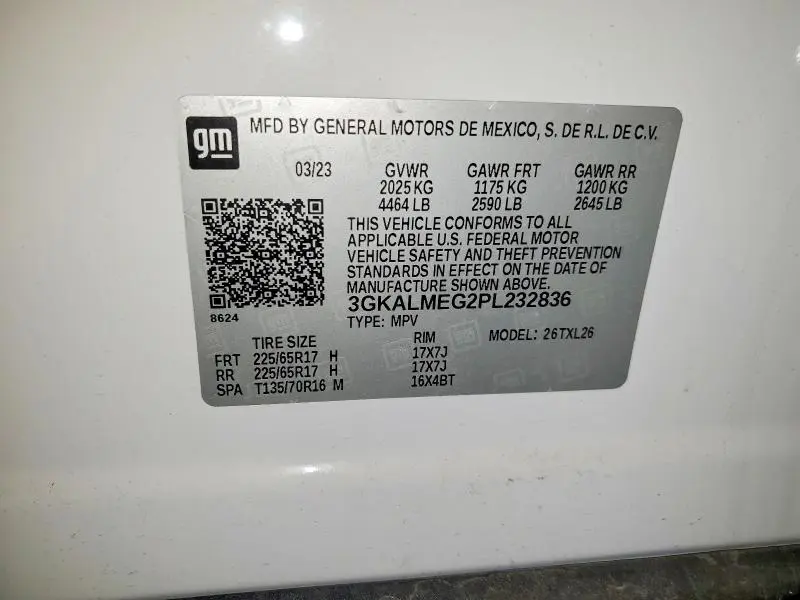 gm MFD BY GENERAL MOTORS DE MEXICO, S. DE R.L. DE C.V.
03/23 GVWR GAWR FRT GAWR RR
2025 KG 1175 KG 1200 KG
4464 LB 2590 LB 2645 LB
THIS VEHICLE CONFORMS TO ALL
APPLICABLE U.S. FEDERAL MOTOR
VEHICLE SAFETY AND THEFT PREVENTION
STANDARDS IN EFFECT ON THE DATE OF
MANUFACTURE SHOWN ABOVE.
3GKALMEG2PL232836
8624 TYPE: MPV
TIRE SIZE RIM MODEL: 26TXL26
FRT 225/65R17 H 17X7J
RR 225/65R17 H 17X7J
SPA T135/70R16 M 16X4BT